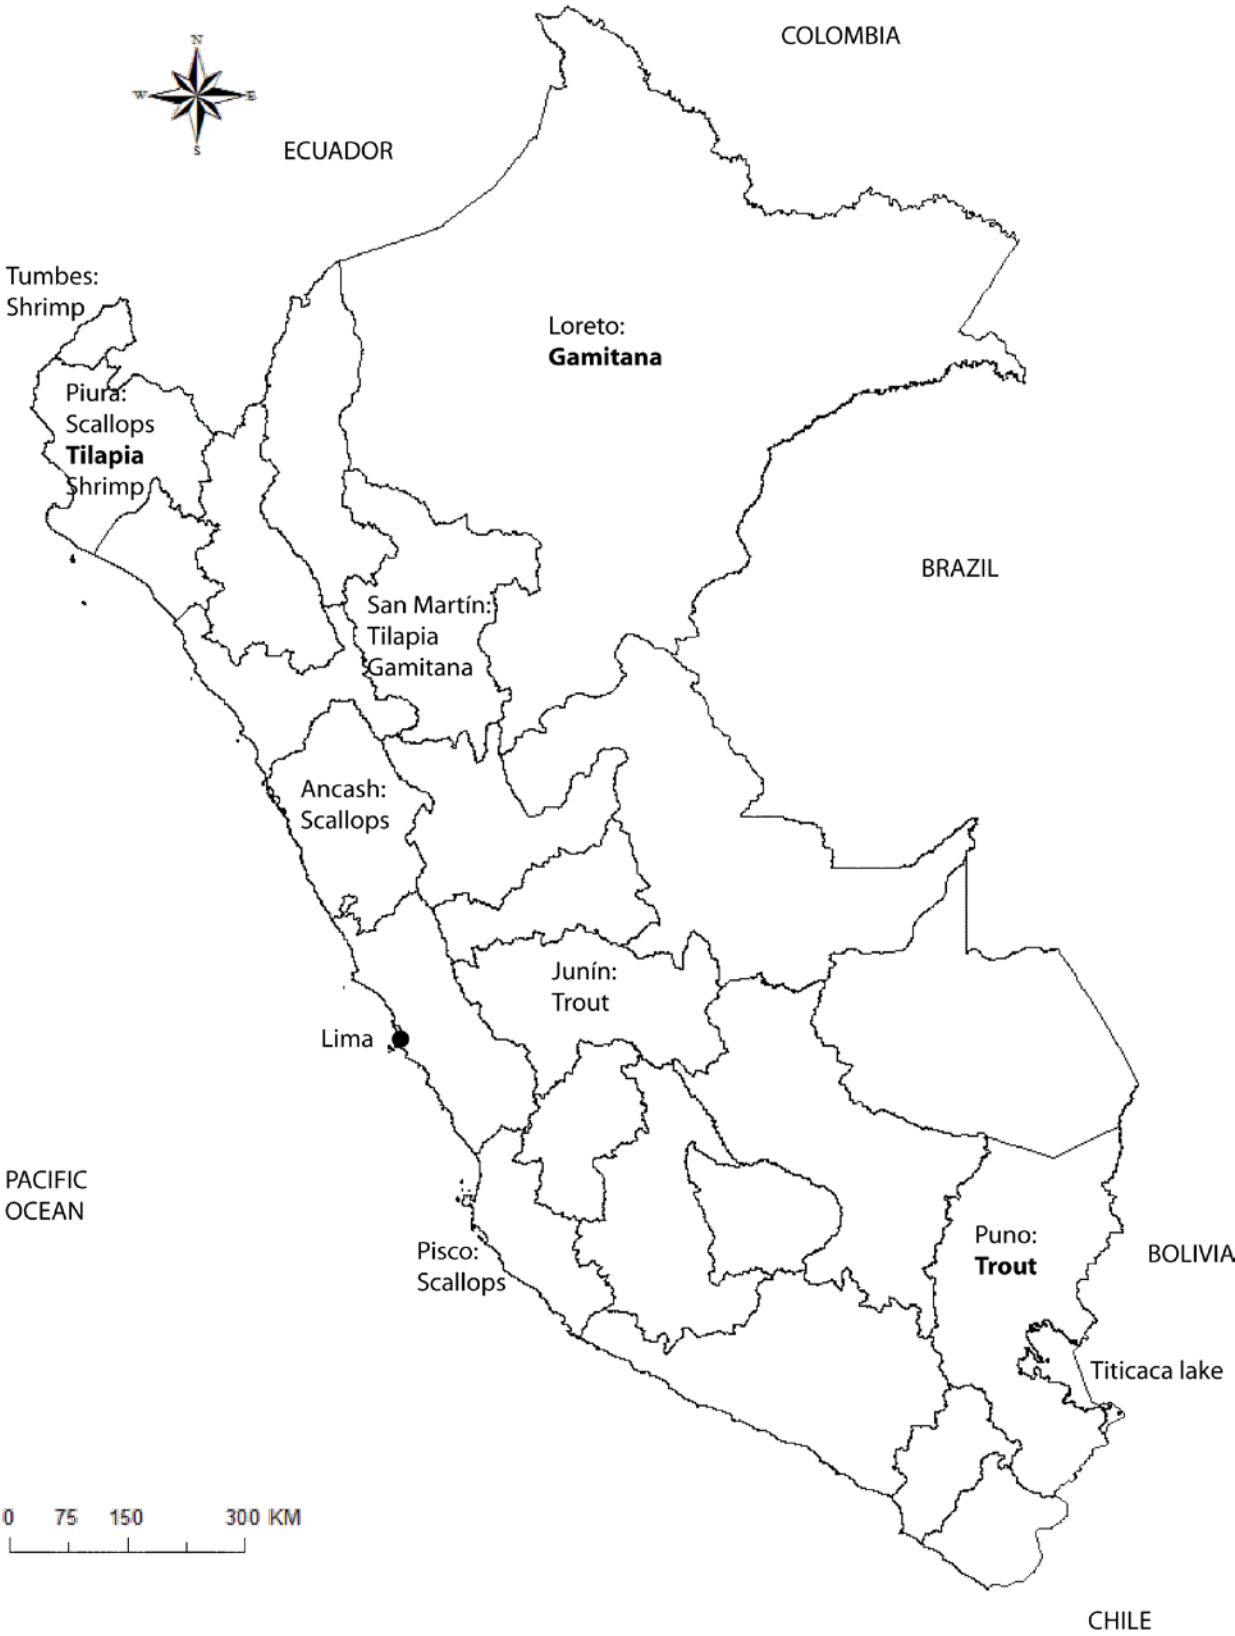 COLOMBIA
N
W E
S
ECUADOR
Tumbes:
Shrimp
Loreto:
Gamitana
Piura:
Scallops
Tilapia
Shrimp
BRAZIL
San Martín:
Tilapia
Gamitana
Ancash:
Scallops
Junín:
Trout
Lima
PACIFIC
OCEAN
Pisco:
Scallops
Puno:
Trout
BOLIVIA
Titicaca lake
0 75 150 300 KM
CHILE